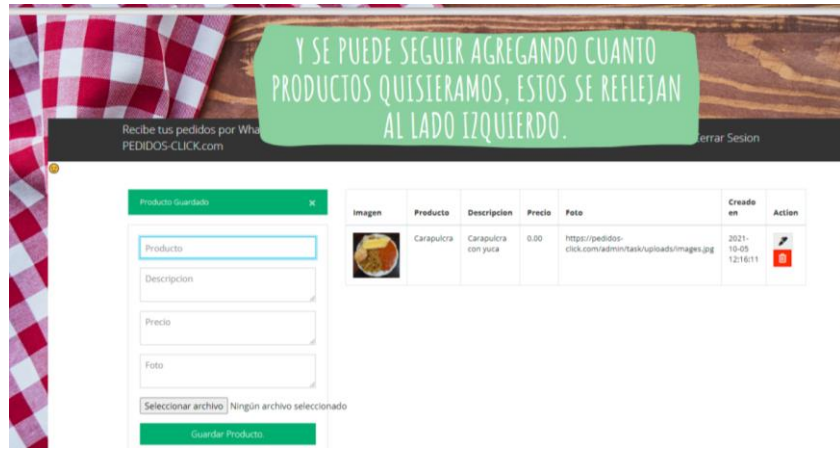 Y SE PUEDE SEGUIR AGREGANDO CUANTO
PRODUCTOS QUISIERAMOS, ESTOS SE REFLEJAN
AL LADO IZQUIERDO.
Recibe tus pedidos por Wha
PEDIDOS-CLICK.com
Cerrar Sesion
Producto Guardado ×
Producto
Descripcion
Precio
Foto
Seleccionar archivo Ningún archivo seleccionado
Guardar Producto.
Imagen Producto Descripcion Precio Foto Creado en Action
Carapulcra Carapulcra con yuca 0.00 https://pedidos-click.com/admin/task/uploads/images.jpg 2021-10-05 12:16:11